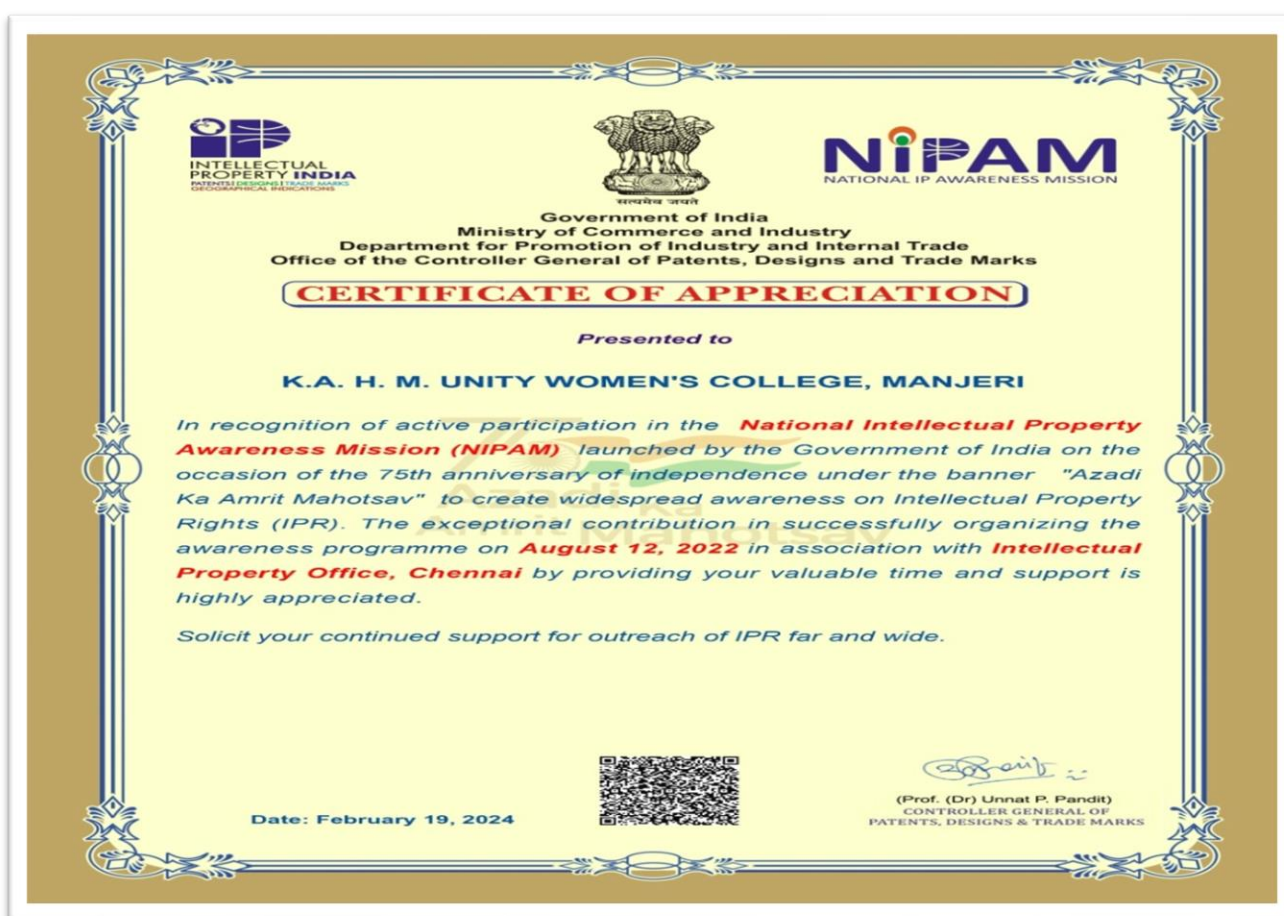 INTELLECTUAL
PROPERTY INDIA
PATENTS | DESIGNS | TRADE MARKS
GEOGRAPHICAL INDICATIONS
सत्यमेव जयते
NiPAM
NATIONAL IP AWARENESS MISSION
Government of India
Ministry of Commerce and Industry
Department for Promotion of Industry and Internal Trade
Office of the Controller General of Patents, Designs and Trade Marks
CERTIFICATE OF APPRECIATION
Presented to
K.A. H. M. UNITY WOMEN'S COLLEGE, MANJERI
In recognition of active participation in the National Intellectual Property
Awareness Mission (NIPAM) launched by the Government of India on the
occasion of the 75th anniversary of independence under the banner "Azadi
Ka Amrit Mahotsav" to create widespread awareness on Intellectual Property
Rights (IPR). The exceptional contribution in successfully organizing the
awareness programme on August 12, 2022 in association with Intellectual
Property Office, Chennai by providing your valuable time and support is
highly appreciated.
Azadi Ka
Amrit Mahotsav
Solicit your continued support for outreach of IPR far and wide.
Date: February 19, 2024
(Prof. (Dr) Unnat P. Pandit)
CONTROLLER GENERAL OF
PATENTS, DESIGNS & TRADE MARKS